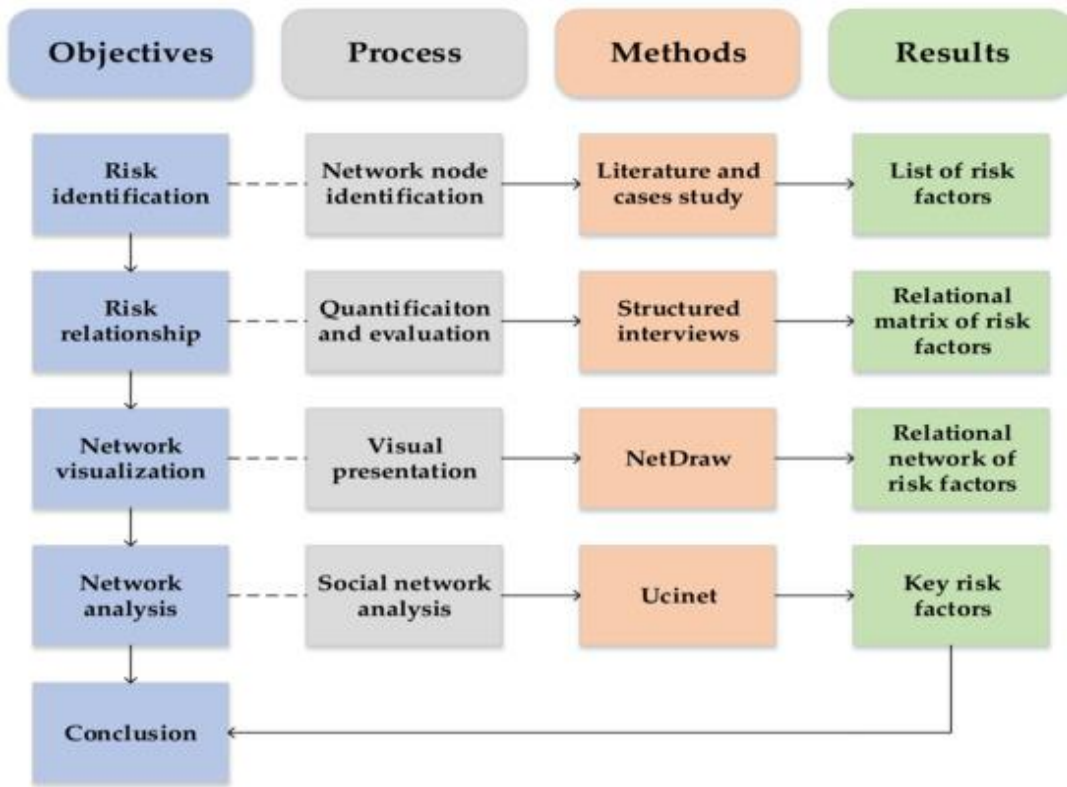 Objectives
Process
Methods
Results
Risk
identification
Network node
identification
Literature and
cases study
List of risk
factors
Risk
relationship
Quantificaiton
and evaluation
Structured
interviews
Relational
matrix of risk
factors
Network
visualization
Visual
presentation
NetDraw
Relational
network of
risk factors
Network
analysis
Social network
analysis
Ucinet
Key risk
factors
Conclusion